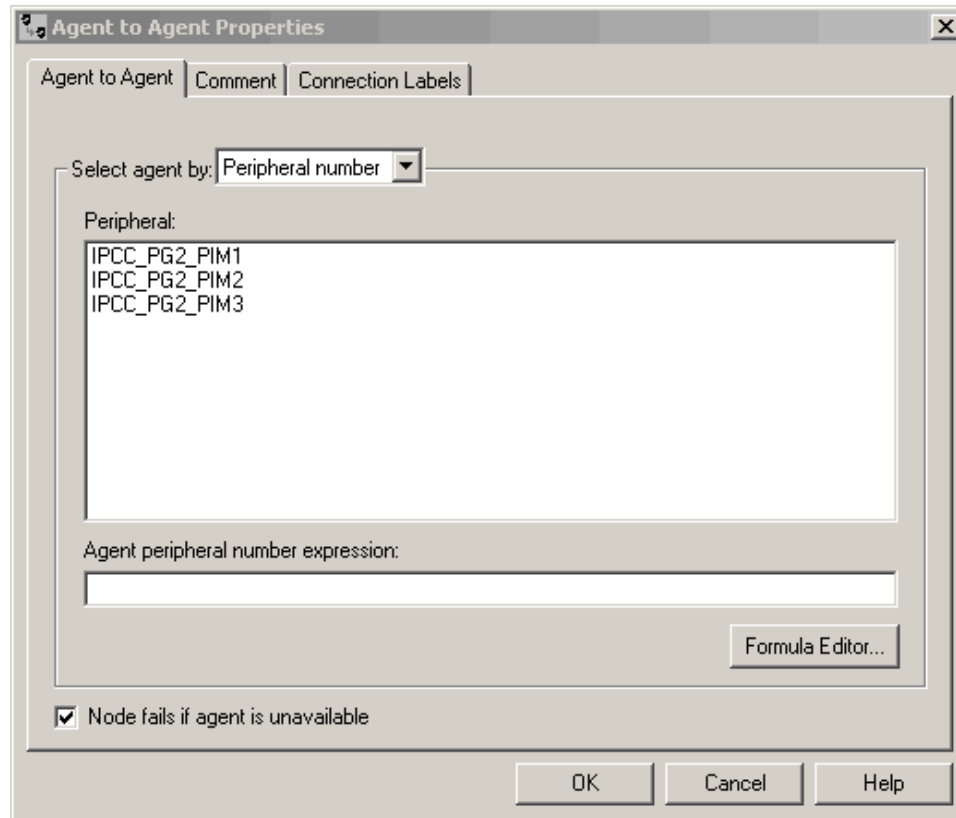 Agent to Agent Properties
Agent to Agent Comment Connection Labels
Select agent by: Peripheral number
Peripheral:
IPCC_PG2_PIM1
IPCC_PG2_PIM2
IPCC_PG2_PIM3
Agent peripheral number expression:
Formula Editor...
Node fails if agent is unavailable
OK Cancel Help